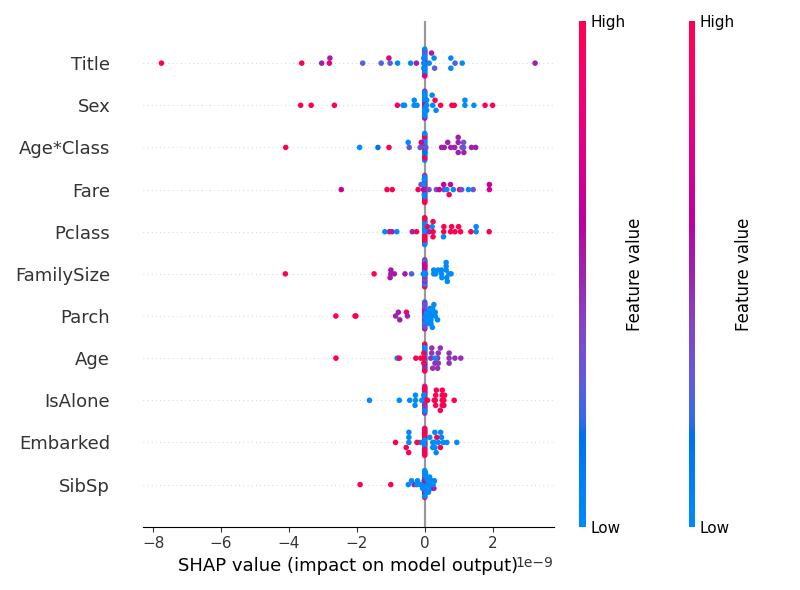 High
High
Title
Sex
Age*Class
Fare
Pclass
FamilySize
Parch
Age
IsAlone
Embarked
SibSp
Feature value
Feature value
Low
Low
−8 −6 −4 −2 0 2
1e−9
SHAP value (impact on model output)